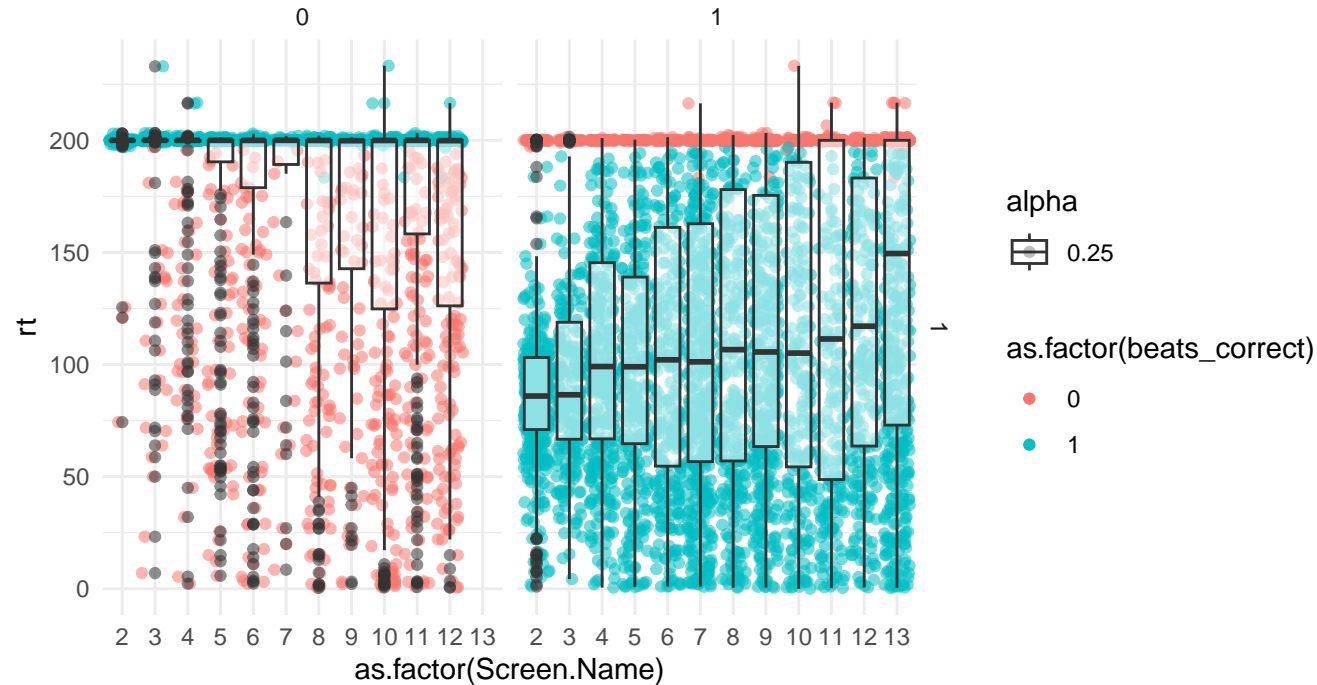 0 1
200
150
100
50
0
rt
1
2 3 4 5 6 7 8 9 10 11 12 13
2 3 4 5 6 7 8 9 10 11 12 13
as.factor(Screen.Name)
alpha
0.25
as.factor(beats_correct)
0
1